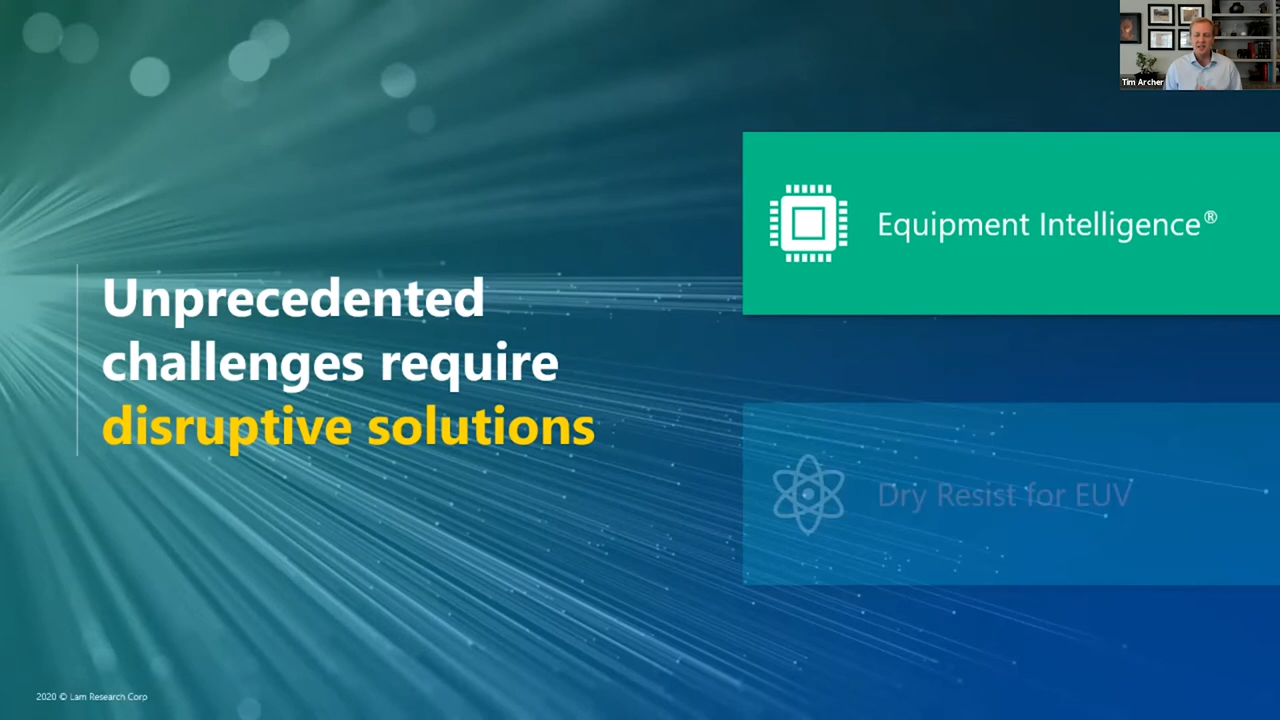 Tim Archer
Equipment Intelligence®
Unprecedented
challenges require
disruptive solutions
Dry Resist for EUV
2020 © Lam Research Corp